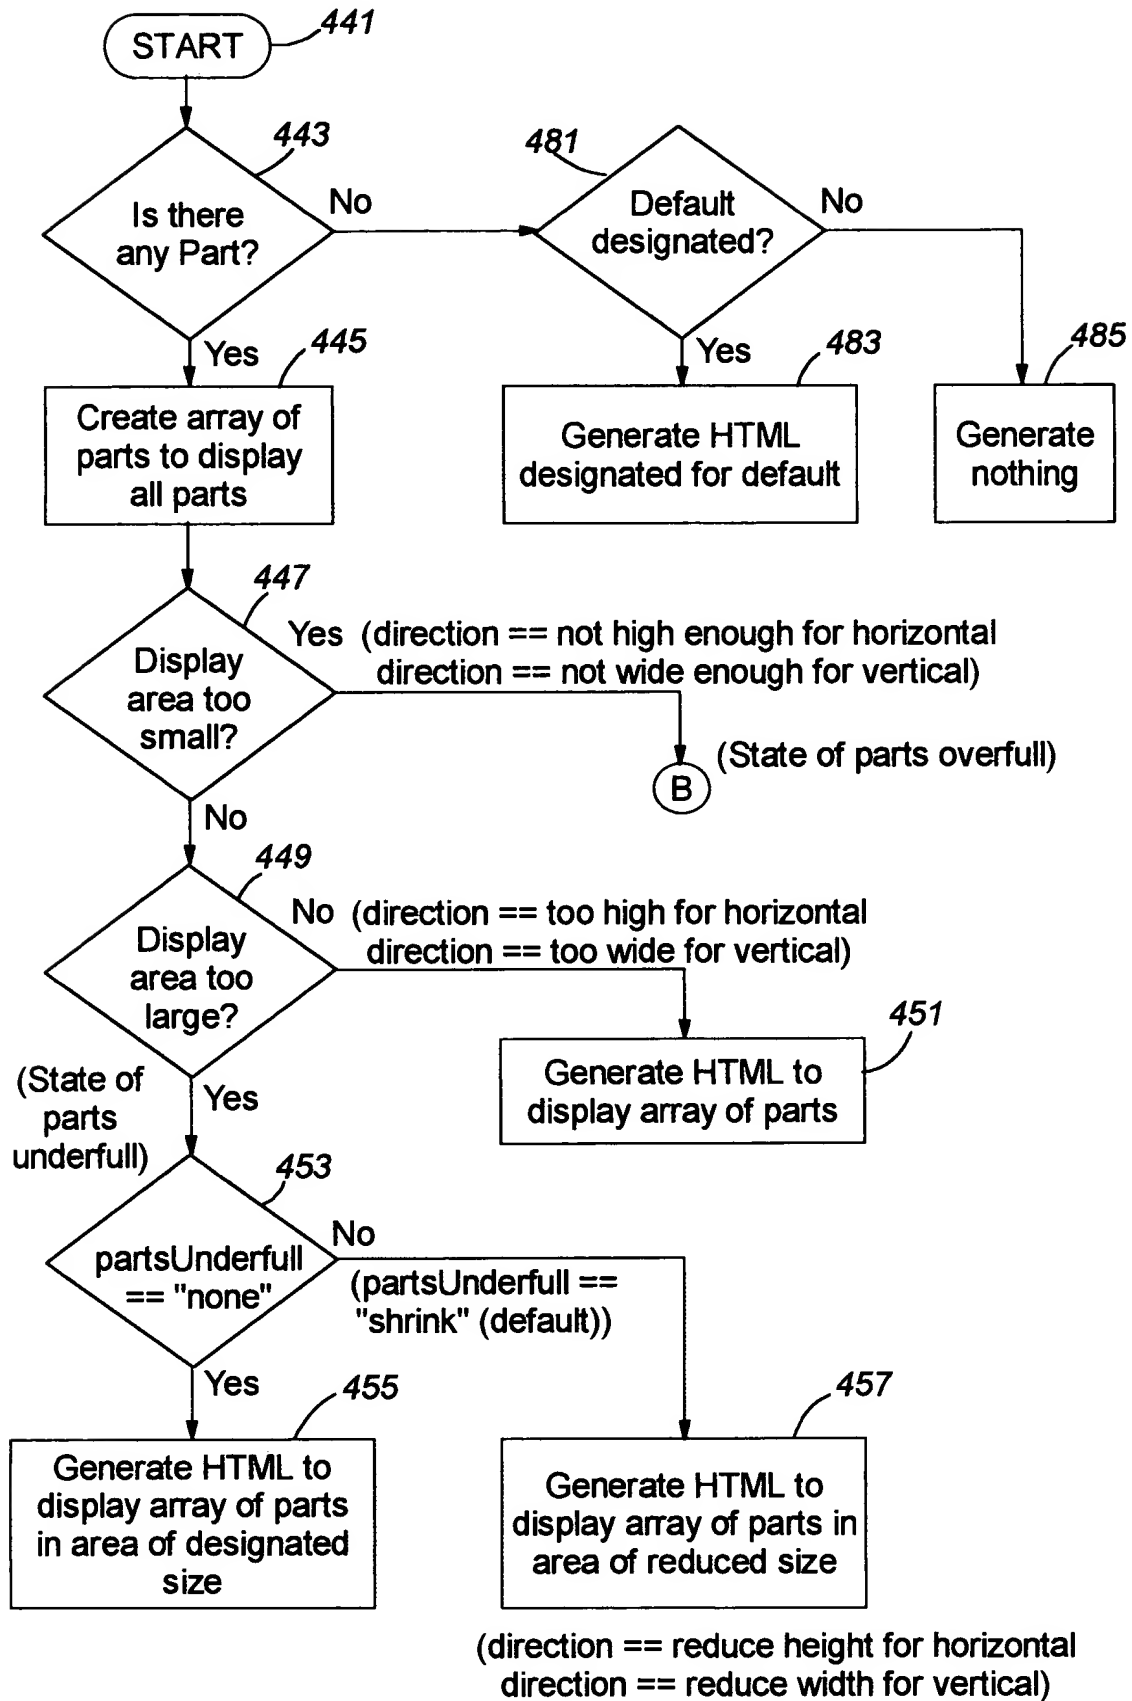 START
441
443
Is there
any Part?
No
481
Default
designated?
No
Yes
445
Yes
483
485
Create array of
parts to display
all parts
Generate HTML
designated for default
Generate
nothing
447
Display
area too
small?
Yes (direction == not high enough for horizontal
direction == not wide enough for vertical)
(State of parts overfull)
B
No
449
Display
area too
large?
No (direction == too high for horizontal
direction == too wide for vertical)
451
Generate HTML to
display array of parts
(State of
parts
underfull)
Yes
453
partsUnderfull
== "none"
No
(partsUnderfull ==
"shrink" (default))
Yes
455
457
Generate HTML to
display array of parts
in area of designated
size
Generate HTML to
display array of parts in
area of reduced size
(direction == reduce height for horizontal
direction == reduce width for vertical)